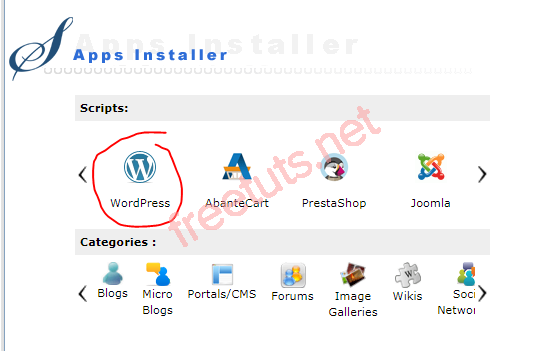 Apps Installer
Apps Installer
Scripts:
WordPress
AbanteCart
PrestaShop
Joomla
freetuts.net
Categories :
Blogs
Micro
Blogs
Portals/CMS
Forums
Image
Galleries
Wikis
Soci
Network